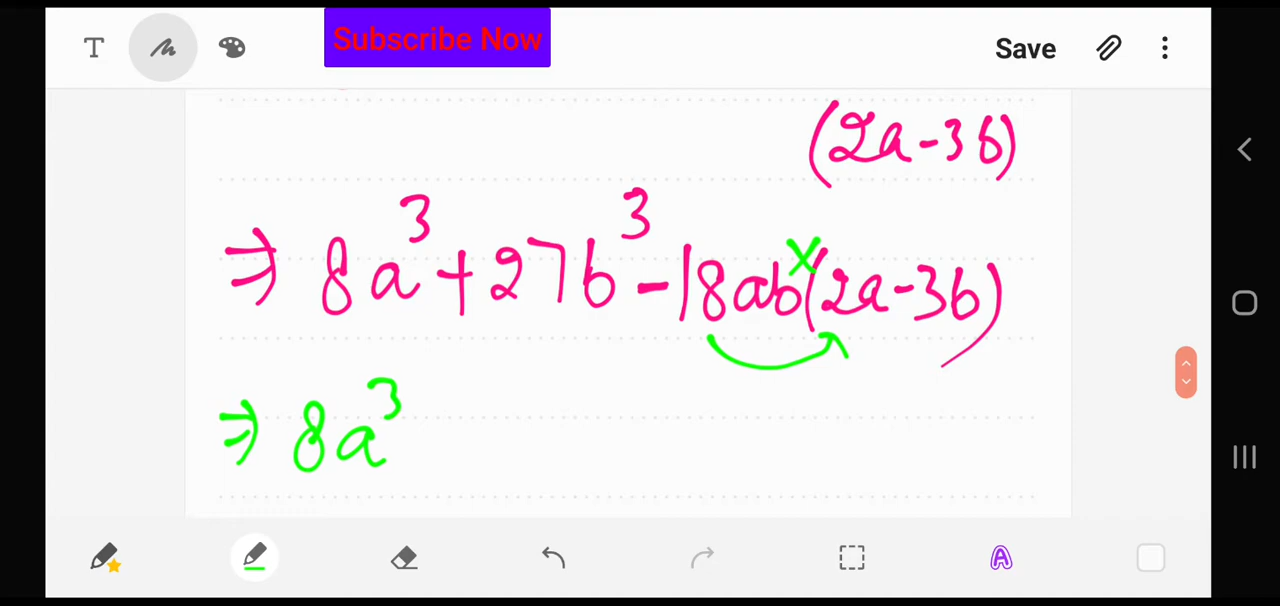 T Subscribe Now Save
(2a-3b)
⇒ 8a³+27b³-18ab×(2a-3b)
⇒ 8a³
A